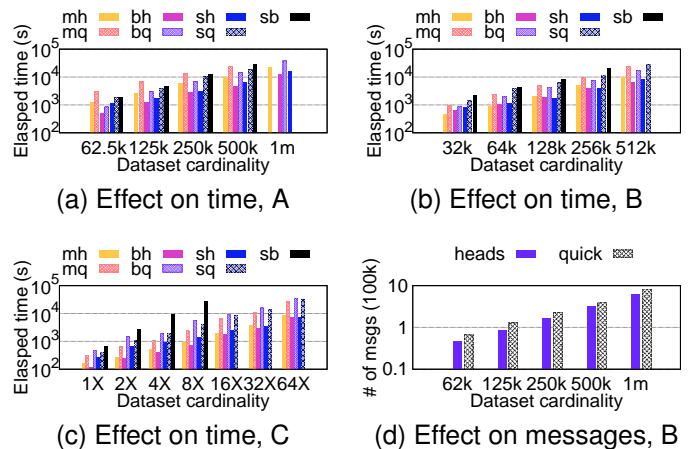 mh bh sh sb
mq bq sq
Elasped time (s)
10^5
10^4
10^3
10^2
62.5k 125k 250k 500k 1m
Dataset cardinality
(a) Effect on time, A
mh bh sh sb
mq bq sq
Elasped time (s)
10^5
10^4
10^3
10^2
32k 64k 128k 256k 512k
Dataset cardinality
(b) Effect on time, B
mh bh sh sb
mq bq sq
Elasped time (s)
10^5
10^4
10^3
10^2
1X 2X 4X 8X 16X 32X 64X
Dataset cardinality
(c) Effect on time, C
heads quick
# of msgs (100k)
10
1
0.1
62k 125k 250k 500k 1m
Dataset cardinality
(d) Effect on messages, B